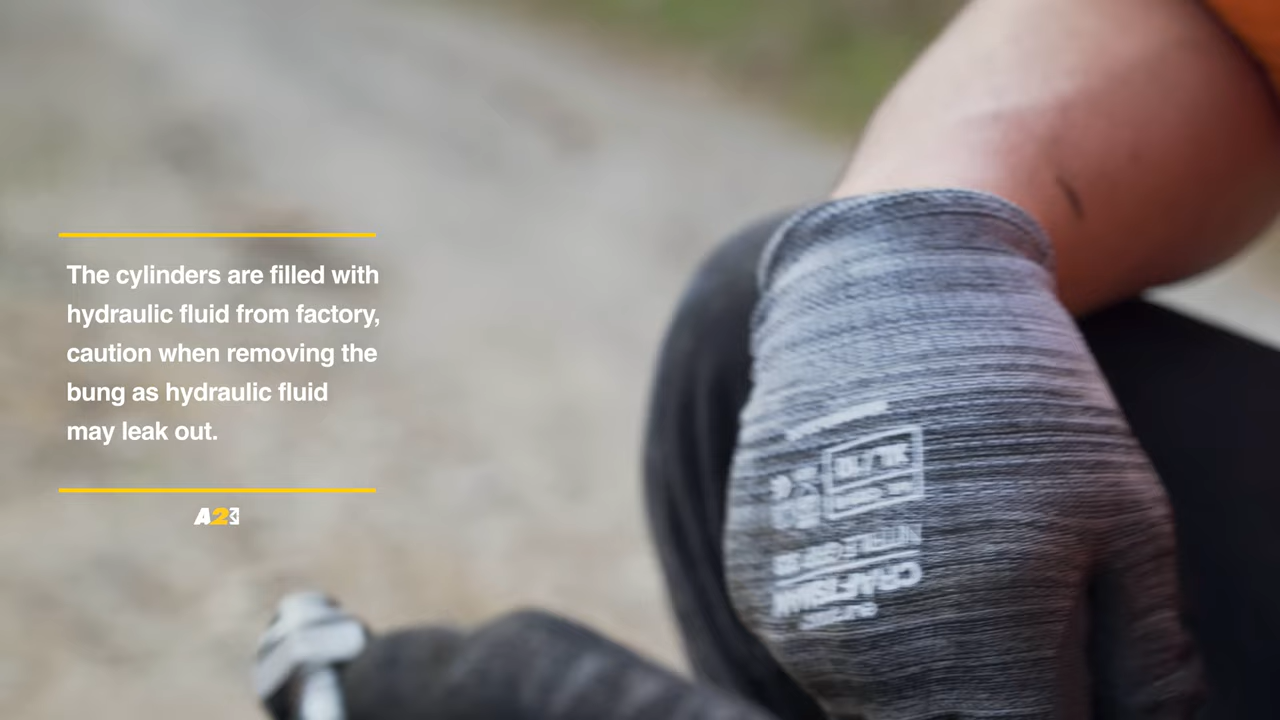 The cylinders are filled with
hydraulic fluid from factory,
caution when removing the
bung as hydraulic fluid
may leak out.
A23
CRAFTSMAN